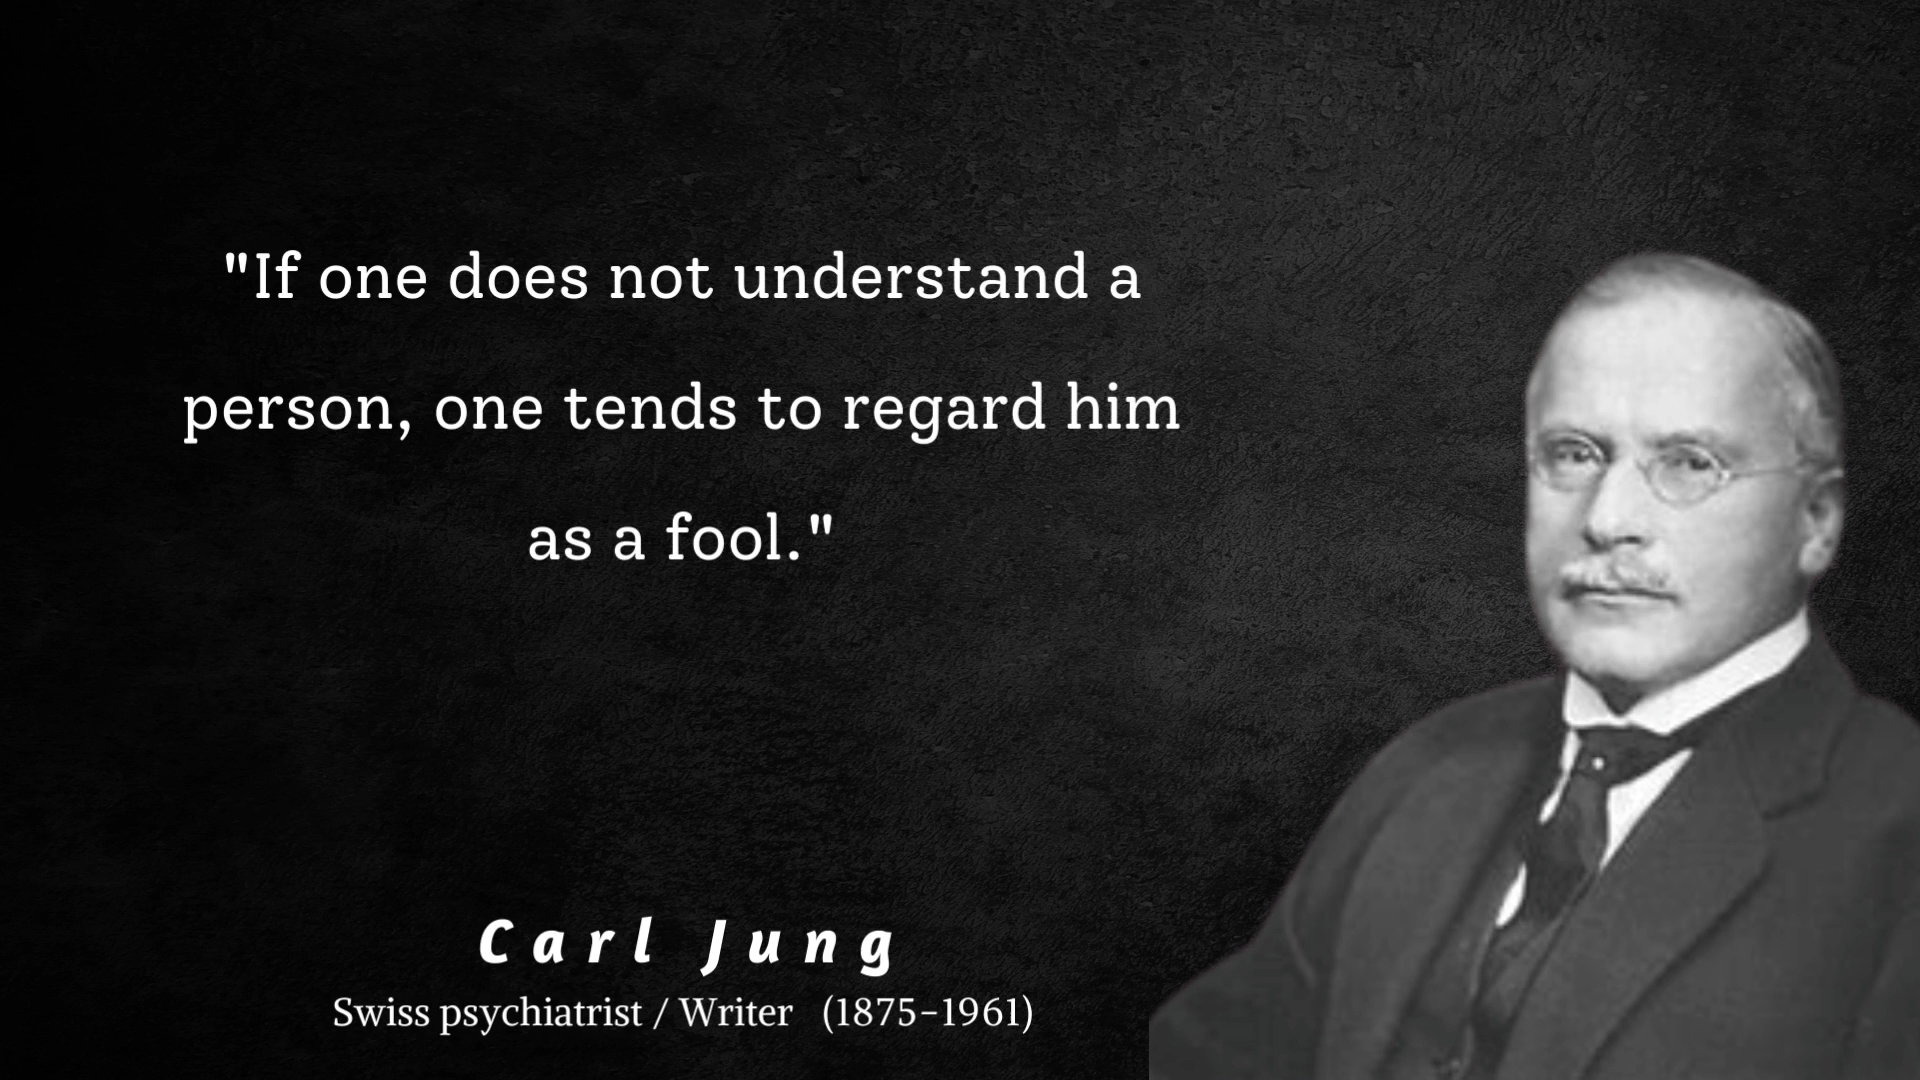 "If one does not understand a
person, one tends to regard him
as a fool."
Carl Jung
Swiss psychiatrist / Writer (1875-1961)